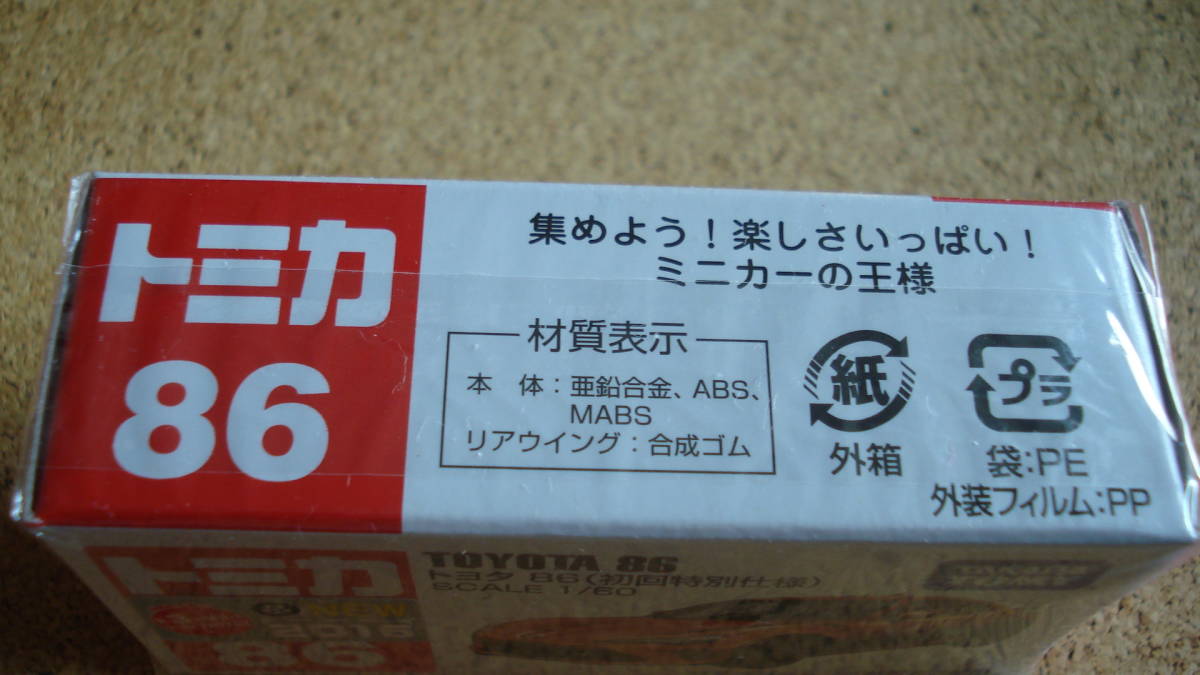 トミカ
86
集めよう！楽しさいっぱい！
ミニカーの王様
材質表示
本　体：亜鉛合金、ABS、
MABS
リアウイング：合成ゴム
紙
外箱
プラ
袋:PE
外装フィルム:PP
トミカ
TOYOTA 86
トヨタ 86(初回特別仕様)
SCALE 1/60
NEW
86